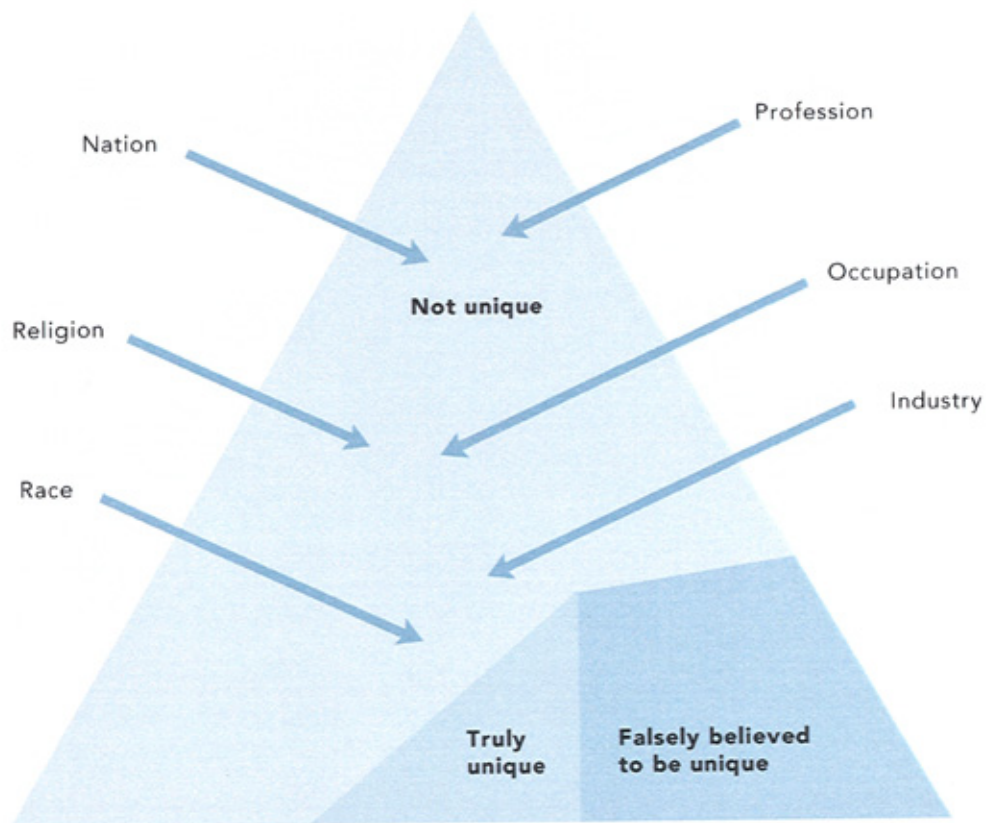 Profession
Nation
Occupation
Not unique
Religion
Industry
Race
Truly
unique
Falsely believed
to be unique